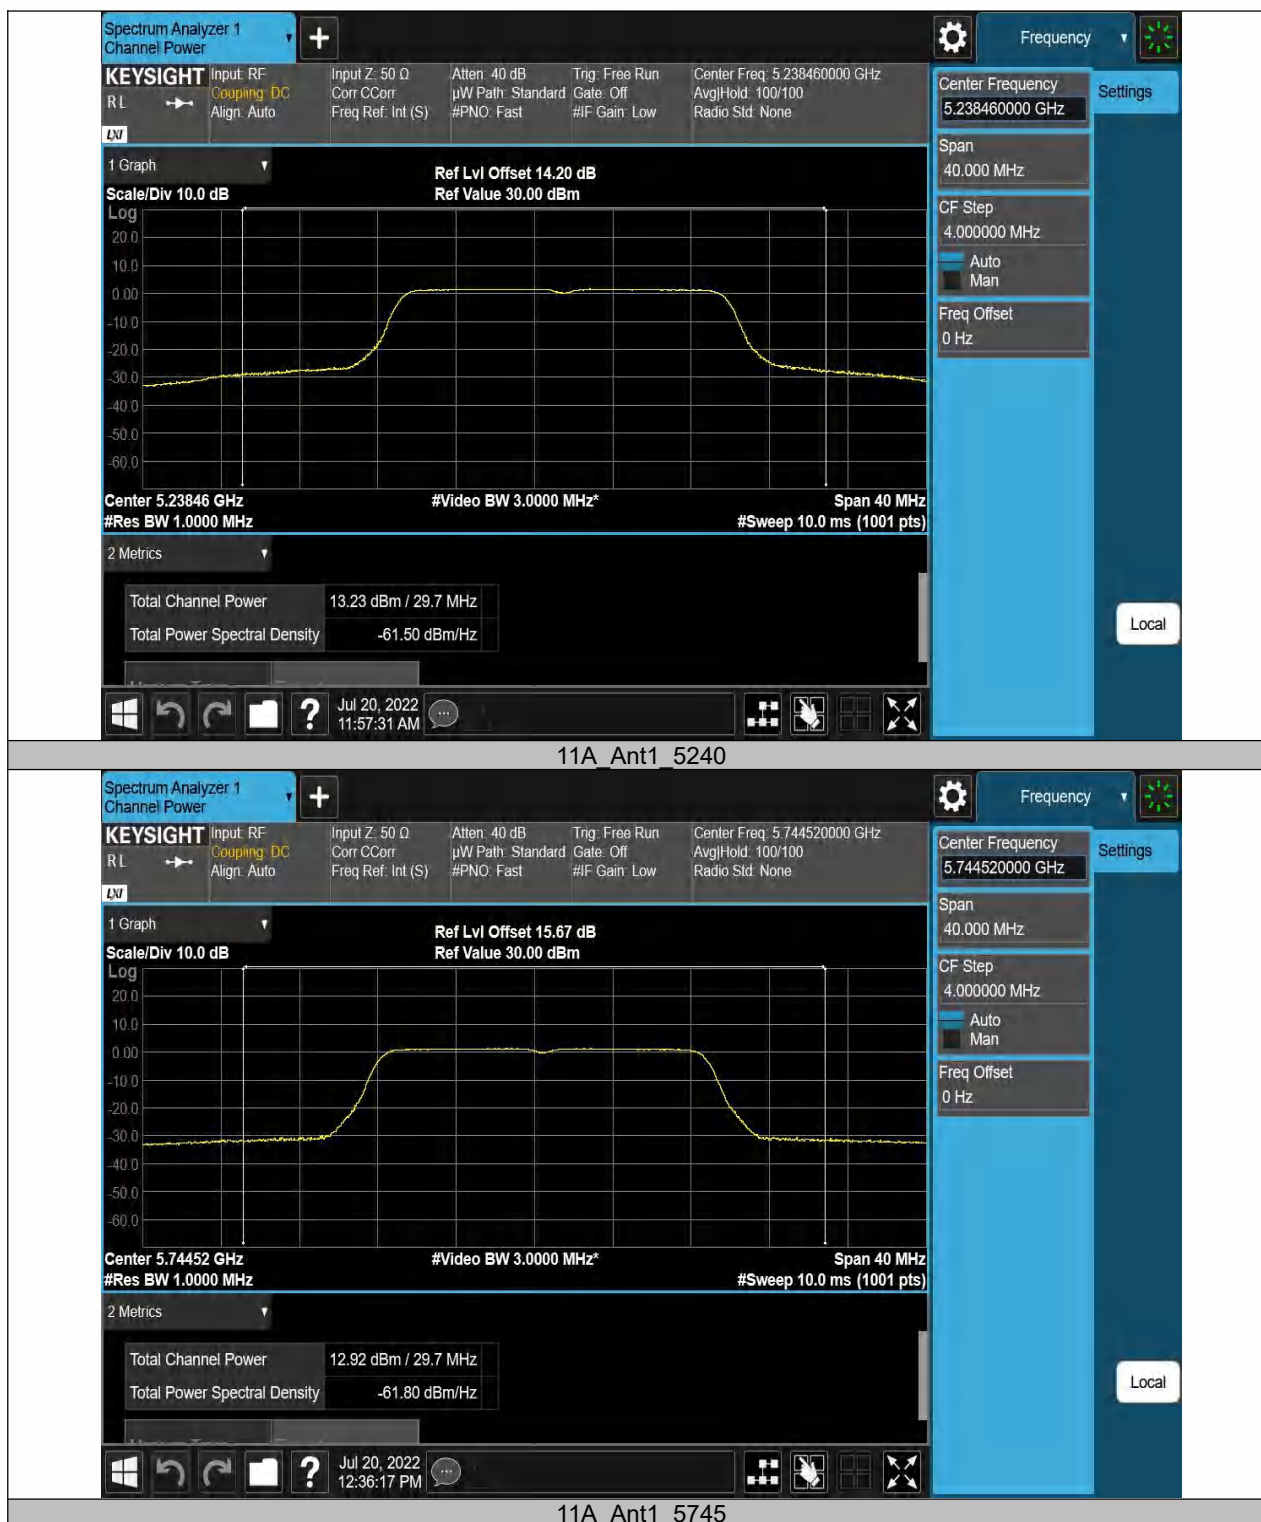 Spectrum Analyzer 1
Channel Power
Frequency
KEYSIGHT
R L
LXI
Input: RF
Coupling: DC
Align: Auto
Input Z: 50 Ω
Corr CCorr
Freq Ref: Int (S)
Atten: 40 dB
µW Path: Standard
#PNO: Fast
Trig: Free Run
Gate: Off
#IF Gain: Low
Center Freq: 5.238460000 GHz
Avg|Hold: 100/100
Radio Std: None
Center Frequency
5.238460000 GHz
Settings
Span
40.000 MHz
CF Step
4.000000 MHz
Auto
Man
Freq Offset
0 Hz
Local
1 Graph
Scale/Div 10.0 dB
Ref Lvl Offset 14.20 dB
Ref Value 30.00 dBm
Log
20.0
10.0
0.00
-10.0
-20.0
-30.0
-40.0
-50.0
-60.0
Center 5.23846 GHz
#Video BW 3.0000 MHz*
Span 40 MHz
#Res BW 1.0000 MHz
#Sweep 10.0 ms (1001 pts)
2 Metrics
Total Channel Power 13.23 dBm / 29.7 MHz
Total Power Spectral Density -61.50 dBm/Hz
?
Jul 20, 2022
11:57:31 AM
11A_Ant1_5240
Spectrum Analyzer 1
Channel Power
Frequency
KEYSIGHT
R L
LXI
Input: RF
Coupling: DC
Align: Auto
Input Z: 50 Ω
Corr CCorr
Freq Ref: Int (S)
Atten: 40 dB
µW Path: Standard
#PNO: Fast
Trig: Free Run
Gate: Off
#IF Gain: Low
Center Freq: 5.744520000 GHz
Avg|Hold: 100/100
Radio Std: None
Center Frequency
5.744520000 GHz
Settings
Span
40.000 MHz
CF Step
4.000000 MHz
Auto
Man
Freq Offset
0 Hz
Local
1 Graph
Scale/Div 10.0 dB
Ref Lvl Offset 15.67 dB
Ref Value 30.00 dBm
Log
20.0
10.0
0.00
-10.0
-20.0
-30.0
-40.0
-50.0
-60.0
Center 5.74452 GHz
#Video BW 3.0000 MHz*
Span 40 MHz
#Res BW 1.0000 MHz
#Sweep 10.0 ms (1001 pts)
2 Metrics
Total Channel Power 12.92 dBm / 29.7 MHz
Total Power Spectral Density -61.80 dBm/Hz
?
Jul 20, 2022
12:36:17 PM
11A_Ant1_5745